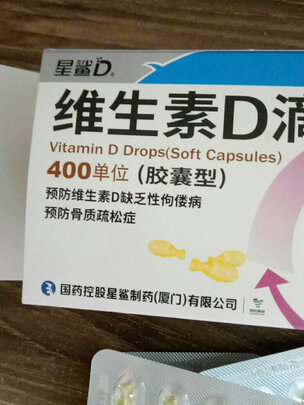 星鲨D
维生素D滴
Vitamin D Drops(Soft Capsules)
400单位(胶囊型)
预防维生素D缺乏性佝偻病
预防骨质疏松症
国药控股星鲨制药(厦门)有限公司